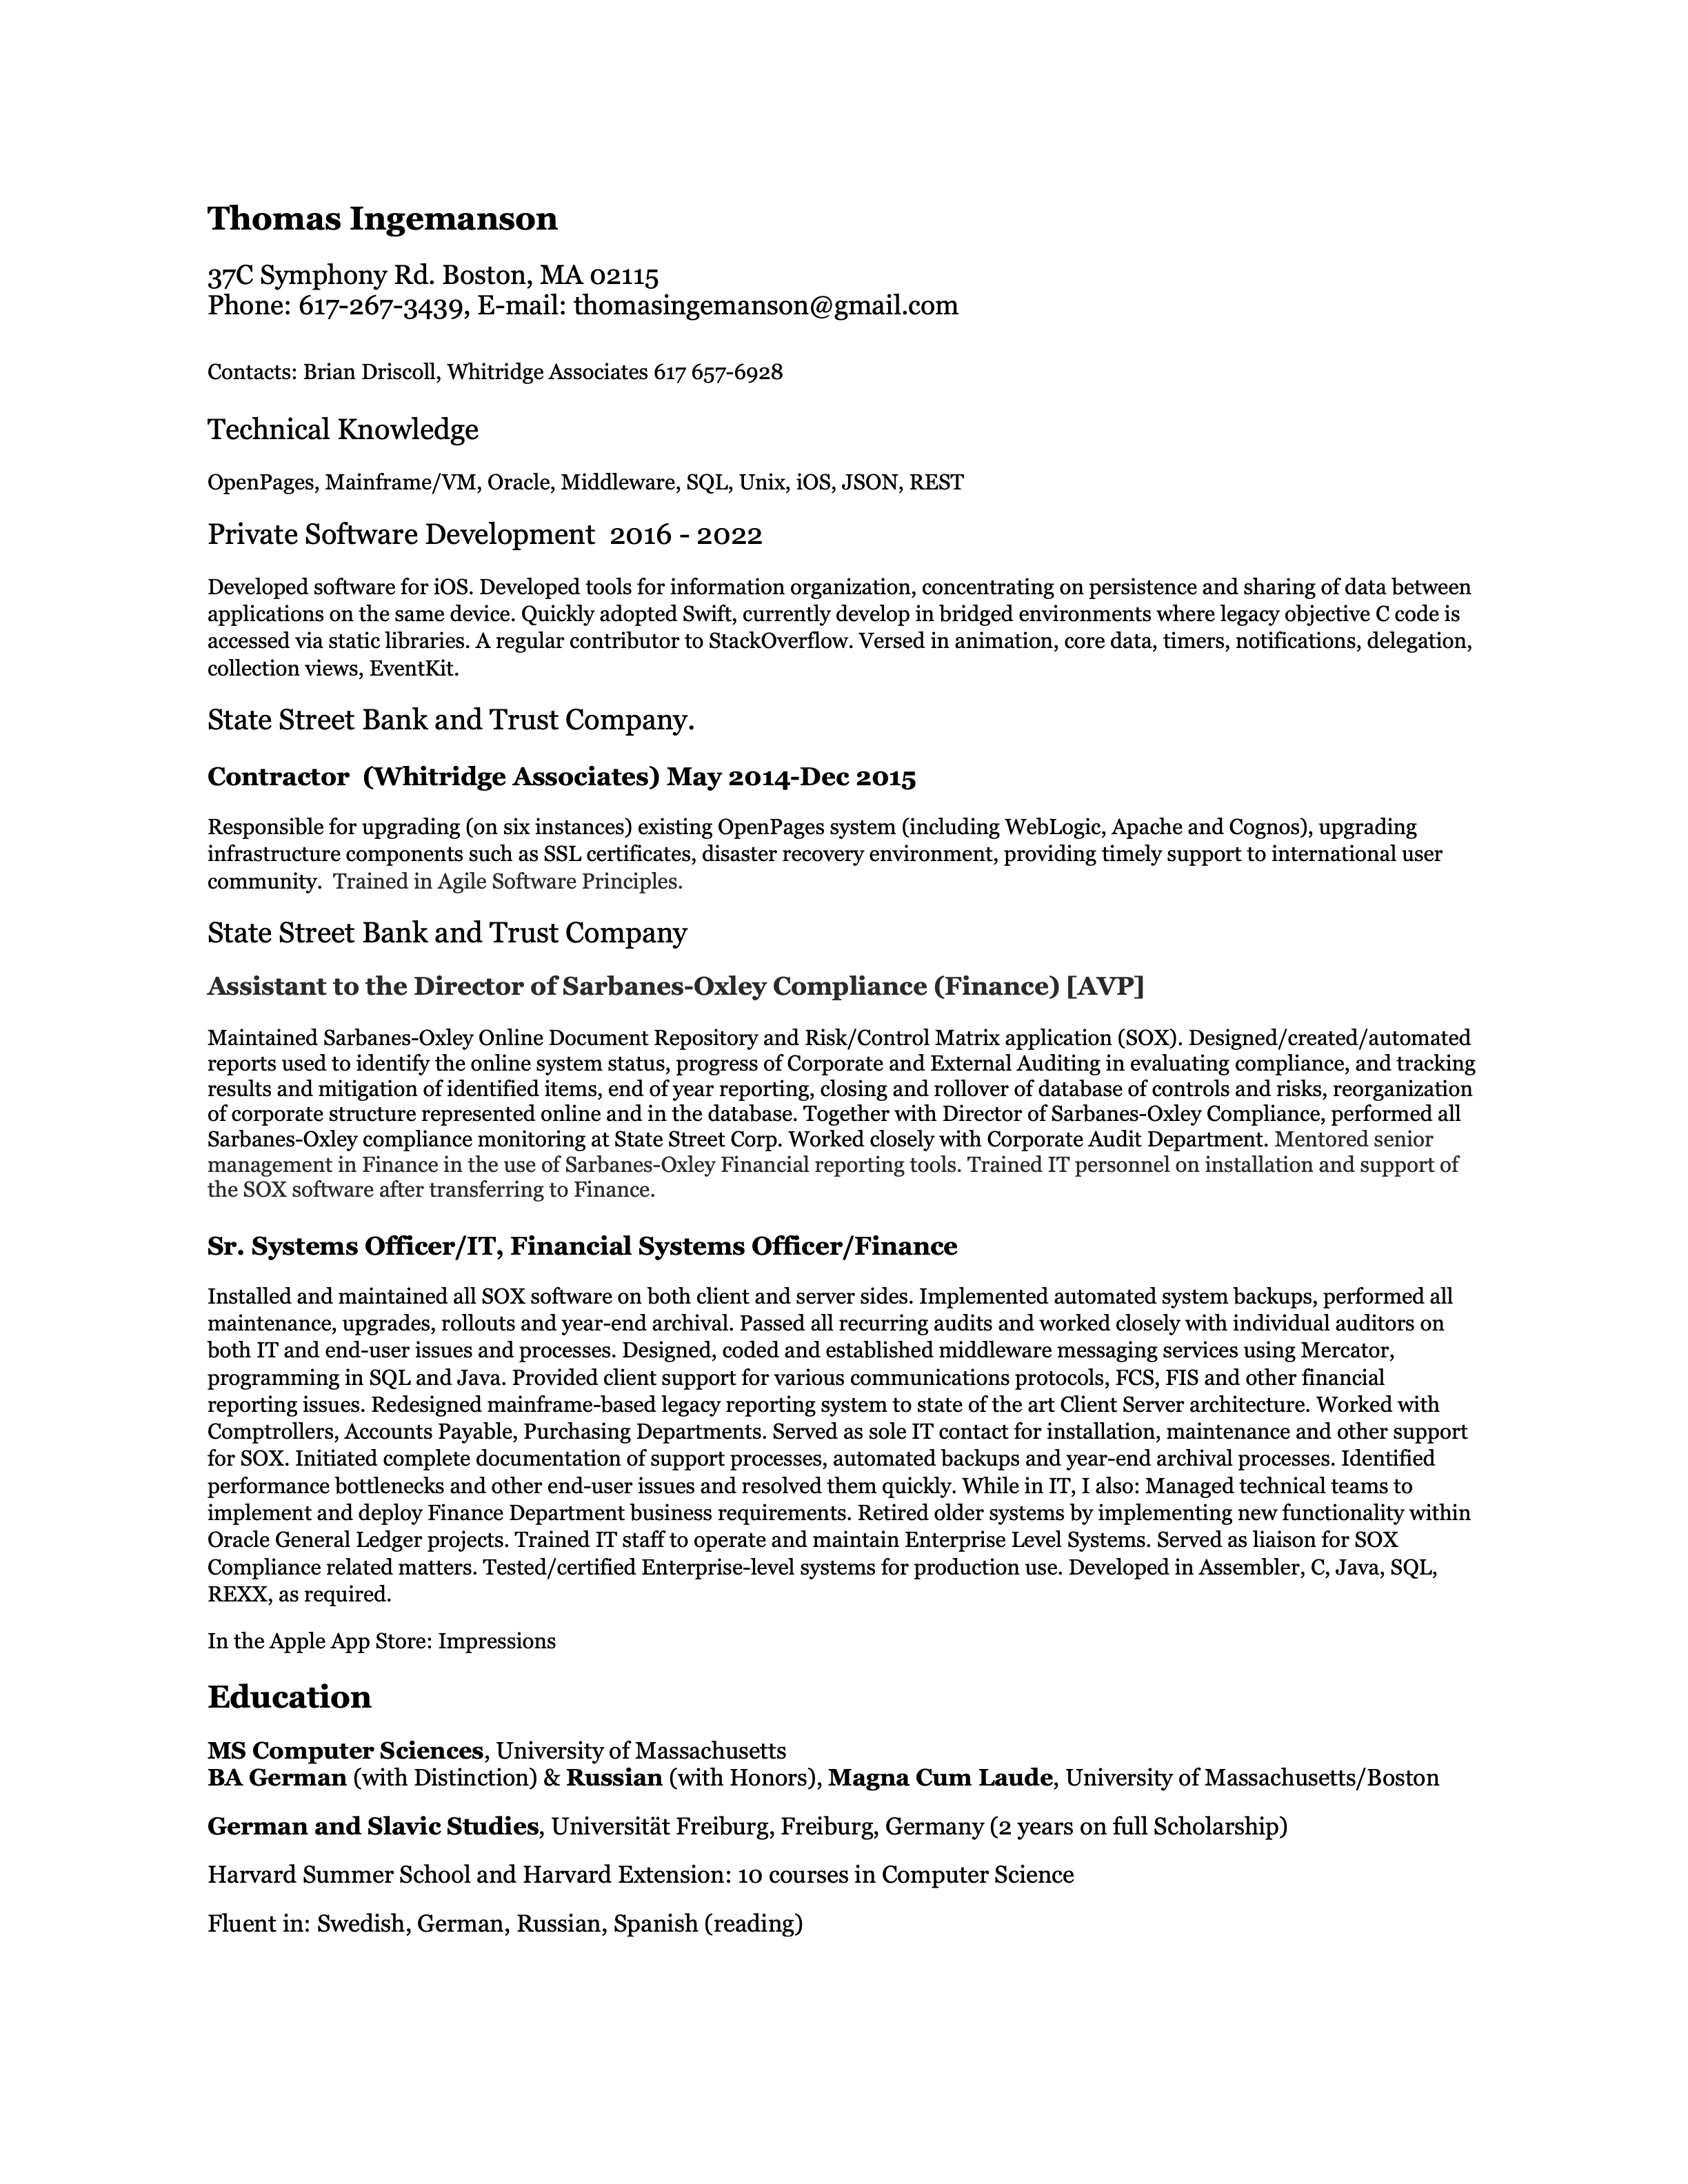 Thomas Ingemanson
37C Symphony Rd. Boston, MA 02115
Phone: 617-267-3439, E-mail: thomasingemanson@gmail.com
Contacts: Brian Driscoll, Whitridge Associates 617 657-6928
Technical Knowledge
OpenPages, Mainframe/VM, Oracle, Middleware, SQL, Unix, iOS, JSON, REST
Private Software Development  2016 - 2022
Developed software for iOS. Developed tools for information organization, concentrating on persistence and sharing of data between
applications on the same device. Quickly adopted Swift, currently develop in bridged environments where legacy objective C code is
accessed via static libraries. A regular contributor to StackOverflow. Versed in animation, core data, timers, notifications, delegation,
collection views, EventKit.
State Street Bank and Trust Company.
Contractor  (Whitridge Associates) May 2014-Dec 2015
Responsible for upgrading (on six instances) existing OpenPages system (including WebLogic, Apache and Cognos), upgrading
infrastructure components such as SSL certificates, disaster recovery environment, providing timely support to international user
community.  Trained in Agile Software Principles.
State Street Bank and Trust Company
Assistant to the Director of Sarbanes-Oxley Compliance (Finance) [AVP]
Maintained Sarbanes-Oxley Online Document Repository and Risk/Control Matrix application (SOX). Designed/created/automated
reports used to identify the online system status, progress of Corporate and External Auditing in evaluating compliance, and tracking
results and mitigation of identified items, end of year reporting, closing and rollover of database of controls and risks, reorganization
of corporate structure represented online and in the database. Together with Director of Sarbanes-Oxley Compliance, performed all
Sarbanes-Oxley compliance monitoring at State Street Corp. Worked closely with Corporate Audit Department. Mentored senior
management in Finance in the use of Sarbanes-Oxley Financial reporting tools. Trained IT personnel on installation and support of
the SOX software after transferring to Finance.
Sr. Systems Officer/IT, Financial Systems Officer/Finance
Installed and maintained all SOX software on both client and server sides. Implemented automated system backups, performed all
maintenance, upgrades, rollouts and year-end archival. Passed all recurring audits and worked closely with individual auditors on
both IT and end-user issues and processes. Designed, coded and established middleware messaging services using Mercator,
programming in SQL and Java. Provided client support for various communications protocols, FCS, FIS and other financial
reporting issues. Redesigned mainframe-based legacy reporting system to state of the art Client Server architecture. Worked with
Comptrollers, Accounts Payable, Purchasing Departments. Served as sole IT contact for installation, maintenance and other support
for SOX. Initiated complete documentation of support processes, automated backups and year-end archival processes. Identified
performance bottlenecks and other end-user issues and resolved them quickly. While in IT, I also: Managed technical teams to
implement and deploy Finance Department business requirements. Retired older systems by implementing new functionality within
Oracle General Ledger projects. Trained IT staff to operate and maintain Enterprise Level Systems. Served as liaison for SOX
Compliance related matters. Tested/certified Enterprise-level systems for production use. Developed in Assembler, C, Java, SQL,
REXX, as required.
In the Apple App Store: Impressions
Education
MS Computer Sciences, University of Massachusetts
BA German (with Distinction) & Russian (with Honors), Magna Cum Laude, University of Massachusetts/Boston
German and Slavic Studies, Universität Freiburg, Freiburg, Germany (2 years on full Scholarship)
Harvard Summer School and Harvard Extension: 10 courses in Computer Science
Fluent in: Swedish, German, Russian, Spanish (reading)